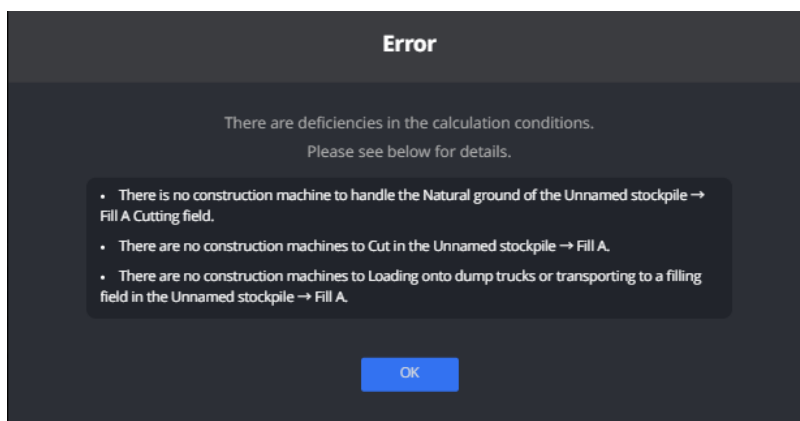 Error
There are deficiencies in the calculation conditions.
Please see below for details.
• There is no construction machine to handle the Natural ground of the Unnamed stockpile →
Fill A Cutting field.
• There are no construction machines to Cut in the Unnamed stockpile → Fill A.
• There are no construction machines to Loading onto dump trucks or transporting to a filling
field in the Unnamed stockpile → Fill A.
OK